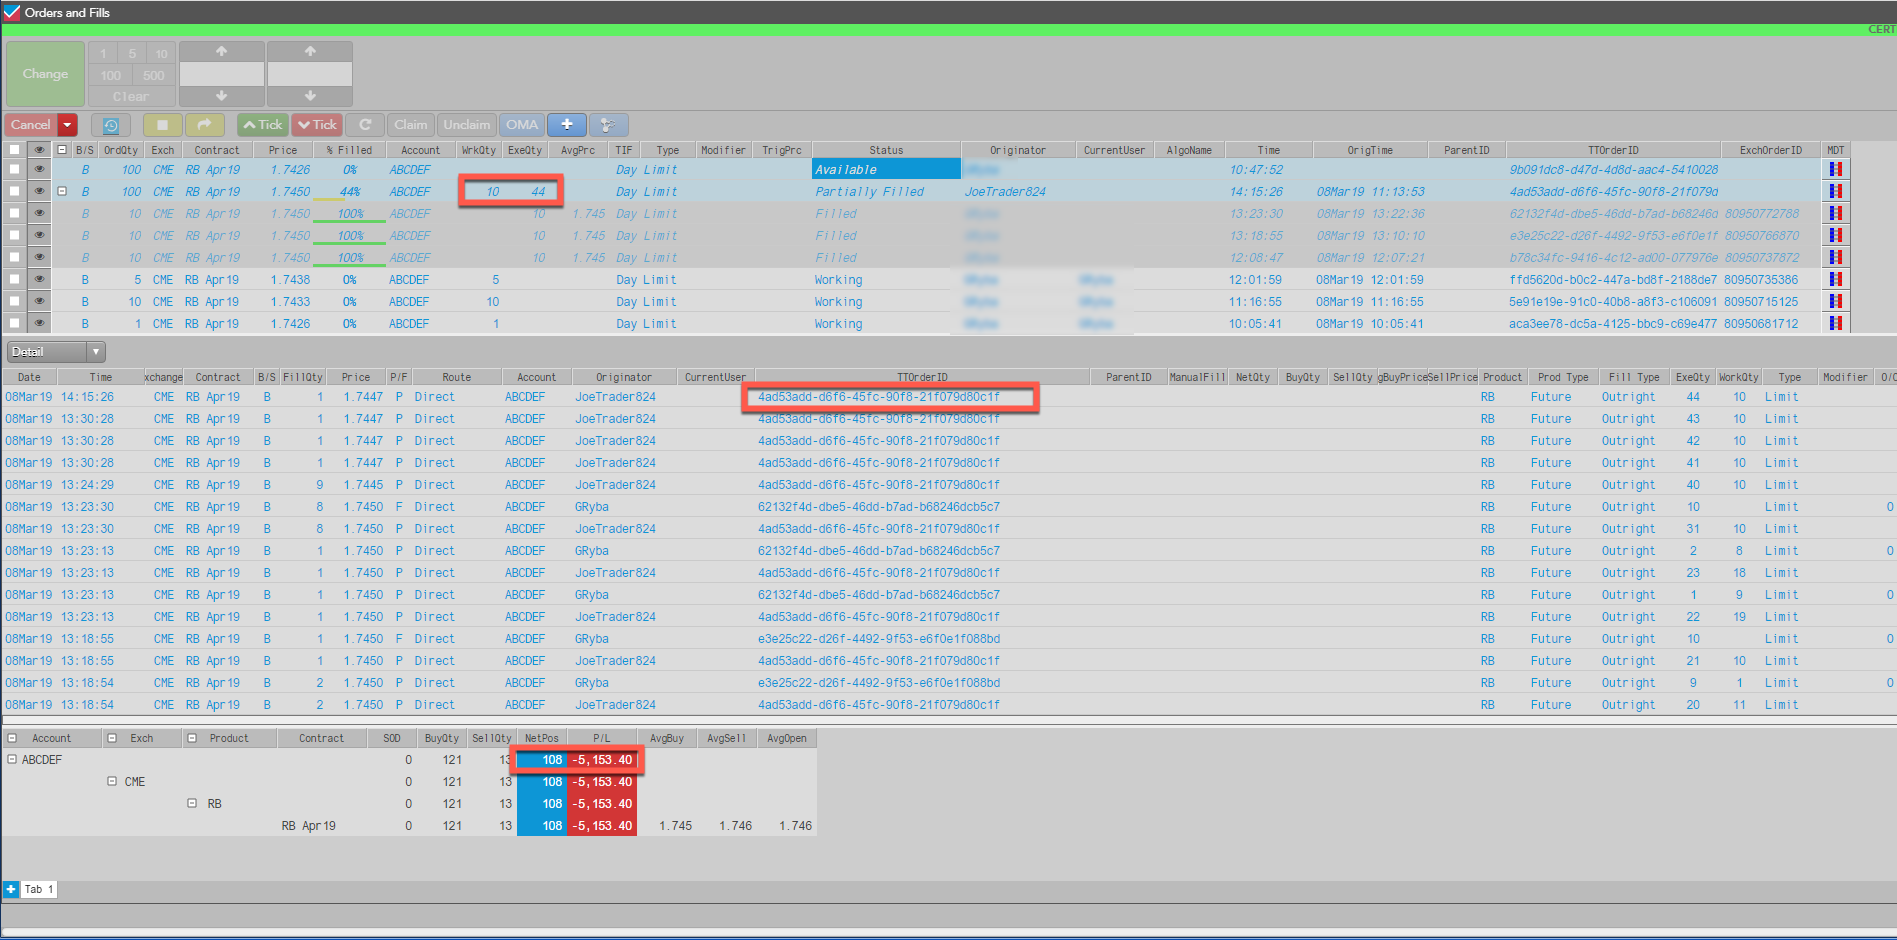 Orders and Fills
CERT
Change
1 5 10
100 500
Clear
Cancel Tick Tick Claim Unclaim OMA
B/S OrdQty Exch Contract Price % Filled Account WrkQty ExeQty AvgPrc TIF Type Modifier TrigPrc Status Originator CurrentUser AlgoName Time OrigTime ParentID TTOrderID ExchOrderID MDT
B 100 CME RB Apr19 1.7426 0% ABCDEF Day Limit Available 10:47:52 9b091dc8-d47d-4d8d-aac4-5410028
B 100 CME RB Apr19 1.7450 44% ABCDEF 10 44 Day Limit Partially Filled JoeTrader824 14:15:26 08Mar19 11:13:53 4ad53add-d6f6-45fc-90f8-21f079d
B 10 CME RB Apr19 1.7450 100% ABCDEF 10 1.745 Day Limit Filled 13:23:30 08Mar19 13:22:36 62132f4d-dbe5-46dd-b7ad-b68246d 80950772788
B 10 CME RB Apr19 1.7450 100% ABCDEF 10 1.745 Day Limit Filled 13:18:55 08Mar19 13:10:10 e3e25c22-d26f-4492-9f53-e6f0e1f 80950766870
B 10 CME RB Apr19 1.7450 100% ABCDEF 10 1.745 Day Limit Filled 12:08:47 08Mar19 12:07:21 b78c34fc-9416-4c12-ad00-077976e 80950737872
B 5 CME RB Apr19 1.7438 0% ABCDEF 5 Day Limit Working 12:01:59 08Mar19 12:01:59 ffd5620d-b0c2-447a-bd8f-2188de7 80950735386
B 10 CME RB Apr19 1.7433 0% ABCDEF 10 Day Limit Working 11:16:55 08Mar19 11:16:55 5e91e19e-91c0-40b8-a8f3-c106091 80950715125
B 1 CME RB Apr19 1.7426 0% ABCDEF 1 Day Limit Working 10:05:41 08Mar19 10:05:41 aca3ee78-dc5a-4125-bbc9-c69e477 80950681712
Detail
Date Time xchange Contract B/S FillQty Price P/F Route Account Originator CurrentUser TTOrderID ParentID ManualFill NetQty BuyQty SellQty gBuyPrice SellPrice Product Prod Type Fill Type ExeQty WorkQty Type Modifier O/C
08Mar19 14:15:26 CME RB Apr19 B 1 1.7447 P Direct ABCDEF JoeTrader824 4ad53add-d6f6-45fc-90f8-21f079d80c1f RB Future Outright 44 10 Limit
08Mar19 13:30:28 CME RB Apr19 B 1 1.7447 P Direct ABCDEF JoeTrader824 4ad53add-d6f6-45fc-90f8-21f079d80c1f RB Future Outright 43 10 Limit
08Mar19 13:30:28 CME RB Apr19 B 1 1.7447 P Direct ABCDEF JoeTrader824 4ad53add-d6f6-45fc-90f8-21f079d80c1f RB Future Outright 42 10 Limit
08Mar19 13:30:28 CME RB Apr19 B 1 1.7447 P Direct ABCDEF JoeTrader824 4ad53add-d6f6-45fc-90f8-21f079d80c1f RB Future Outright 41 10 Limit
08Mar19 13:24:29 CME RB Apr19 B 9 1.7445 P Direct ABCDEF JoeTrader824 4ad53add-d6f6-45fc-90f8-21f079d80c1f RB Future Outright 40 10 Limit
08Mar19 13:23:30 CME RB Apr19 B 8 1.7450 F Direct ABCDEF GRyba 62132f4d-dbe5-46dd-b7ad-b68246dcb5c7 RB Future Outright 10 Limit 0
08Mar19 13:23:30 CME RB Apr19 B 8 1.7450 P Direct ABCDEF JoeTrader824 4ad53add-d6f6-45fc-90f8-21f079d80c1f RB Future Outright 31 10 Limit
08Mar19 13:23:13 CME RB Apr19 B 1 1.7450 P Direct ABCDEF GRyba 62132f4d-dbe5-46dd-b7ad-b68246dcb5c7 RB Future Outright 2 8 Limit 0
08Mar19 13:23:13 CME RB Apr19 B 1 1.7450 P Direct ABCDEF JoeTrader824 4ad53add-d6f6-45fc-90f8-21f079d80c1f RB Future Outright 23 18 Limit
08Mar19 13:23:13 CME RB Apr19 B 1 1.7450 P Direct ABCDEF GRyba 62132f4d-dbe5-46dd-b7ad-b68246dcb5c7 RB Future Outright 1 9 Limit 0
08Mar19 13:23:13 CME RB Apr19 B 1 1.7450 P Direct ABCDEF JoeTrader824 4ad53add-d6f6-45fc-90f8-21f079d80c1f RB Future Outright 22 19 Limit
08Mar19 13:18:55 CME RB Apr19 B 1 1.7450 F Direct ABCDEF GRyba e3e25c22-d26f-4492-9f53-e6f0e1f088bd RB Future Outright 10 Limit 0
08Mar19 13:18:55 CME RB Apr19 B 1 1.7450 P Direct ABCDEF JoeTrader824 4ad53add-d6f6-45fc-90f8-21f079d80c1f RB Future Outright 21 10 Limit
08Mar19 13:18:54 CME RB Apr19 B 2 1.7450 P Direct ABCDEF GRyba e3e25c22-d26f-4492-9f53-e6f0e1f088bd RB Future Outright 9 1 Limit 0
08Mar19 13:18:54 CME RB Apr19 B 2 1.7450 P Direct ABCDEF JoeTrader824 4ad53add-d6f6-45fc-90f8-21f079d80c1f RB Future Outright 20 11 Limit
Account Exch Product Contract SOD BuyQty SellQty NetPos P/L AvgBuy AvgSell AvgOpen
ABCDEF 0 121 13 108 -5,153.40
CME 0 121 13 108 -5,153.40
RB 0 121 13 108 -5,153.40
RB Apr19 0 121 13 108 -5,153.40 1.745 1.746 1.746
Tab 1